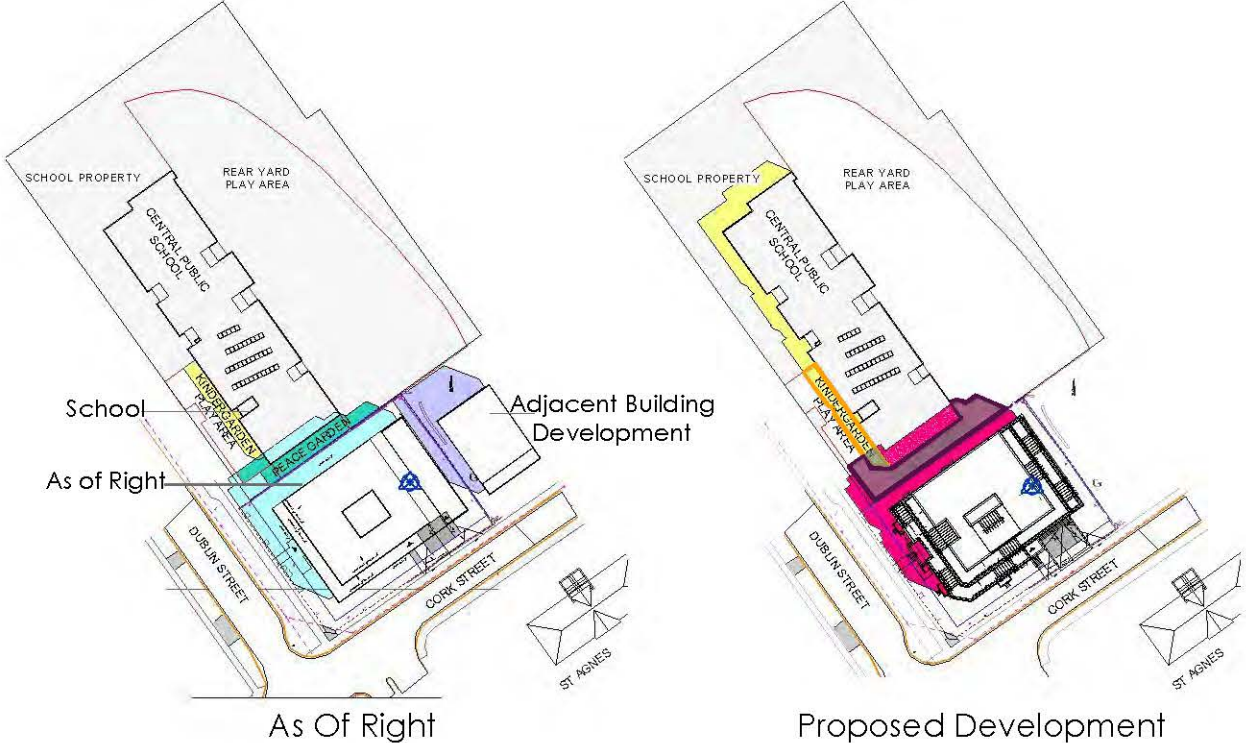 SCHOOL PROPERTY
REAR YARD
PLAY AREA
CENTRAL PUBLIC
SCHOOL
KINDERGARDEN
PLAY AREA
PEACE GARDEN
School
As of Right
Adjacent Building
Development
DUBLIN STREET
CORK STREET
ST AGNES
As Of Right
SCHOOL PROPERTY
REAR YARD
PLAY AREA
CENTRAL PUBLIC
SCHOOL
KINDERGARDEN
PLAY AREA
DUBLIN STREET
CORK STREET
ST AGNES
Proposed Development